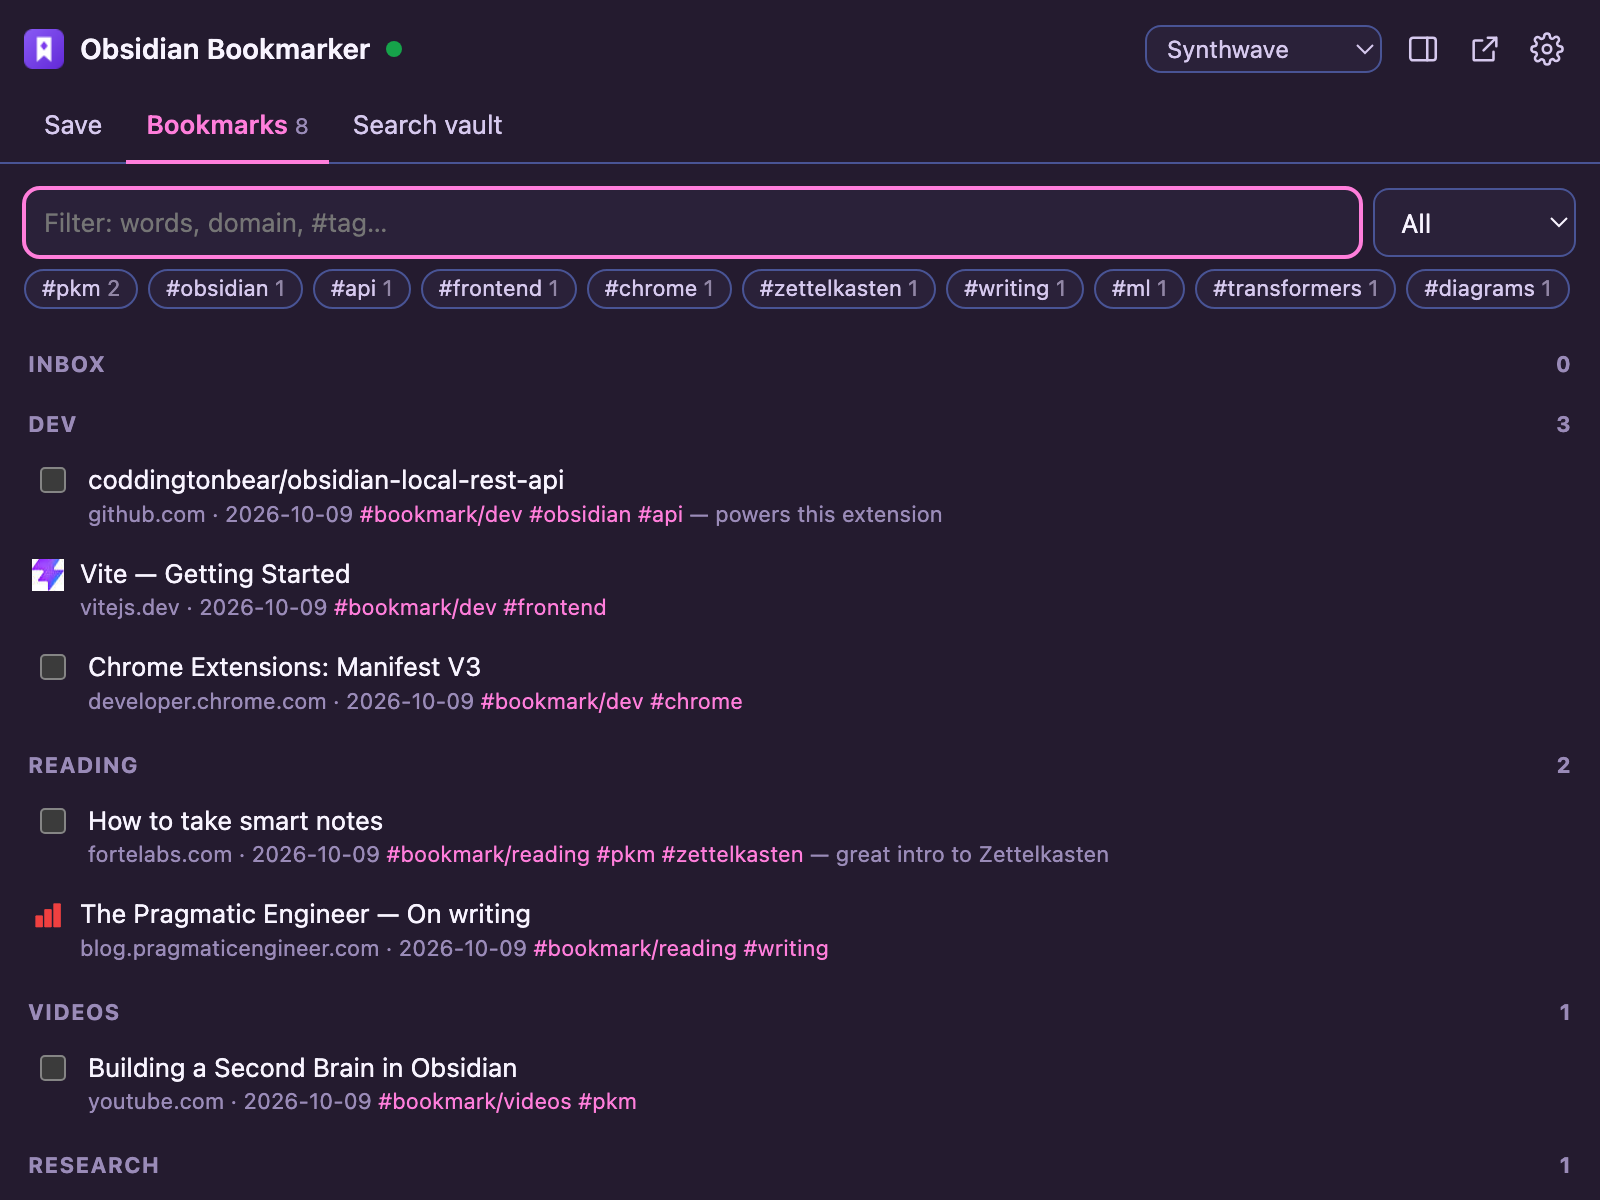 Obsidian Bookmarker
Synthwave
Save
Bookmarks 8
Search vault
Filter: words, domain, #tag...
All
#pkm 2
#obsidian 1
#api 1
#frontend 1
#chrome 1
#zettelkasten 1
#writing 1
#ml 1
#transformers 1
#diagrams 1
INBOX 0
DEV 3
coddingtonbear/obsidian-local-rest-api
github.com · 2026-10-09 #bookmark/dev #obsidian #api — powers this extension
Vite — Getting Started
vitejs.dev · 2026-10-09 #bookmark/dev #frontend
Chrome Extensions: Manifest V3
developer.chrome.com · 2026-10-09 #bookmark/dev #chrome
READING 2
How to take smart notes
fortelabs.com · 2026-10-09 #bookmark/reading #pkm #zettelkasten — great intro to Zettelkasten
The Pragmatic Engineer — On writing
blog.pragmaticengineer.com · 2026-10-09 #bookmark/reading #writing
VIDEOS 1
Building a Second Brain in Obsidian
youtube.com · 2026-10-09 #bookmark/videos #pkm
RESEARCH 1